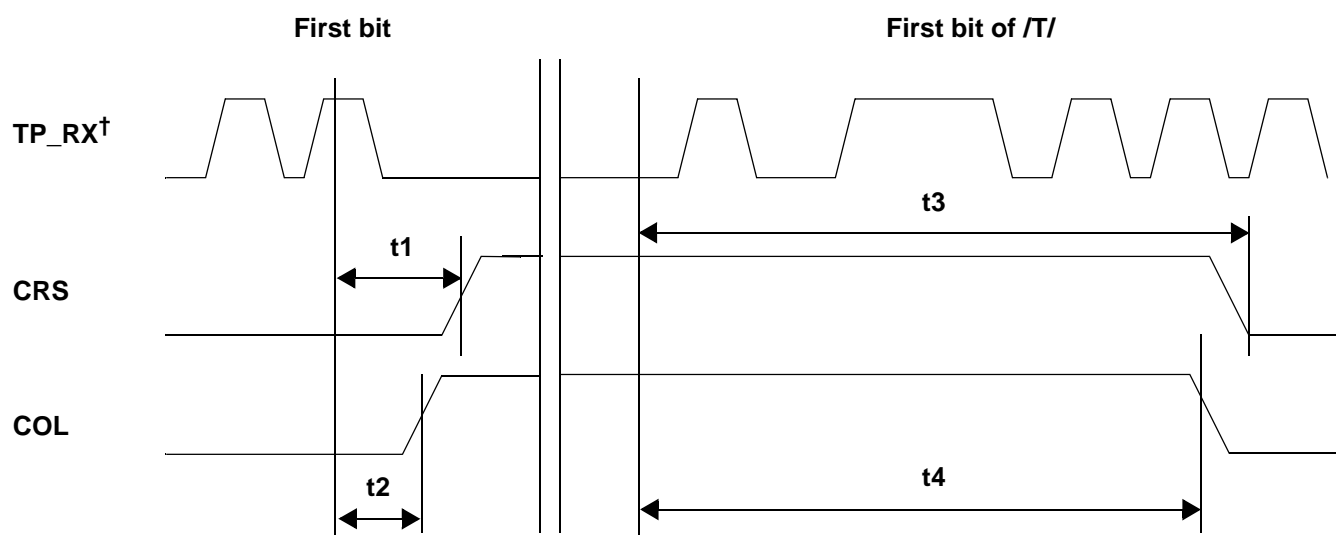 First bit
First bit of /T/
TP_RX†
t3
t1
CRS
COL
t2
t4